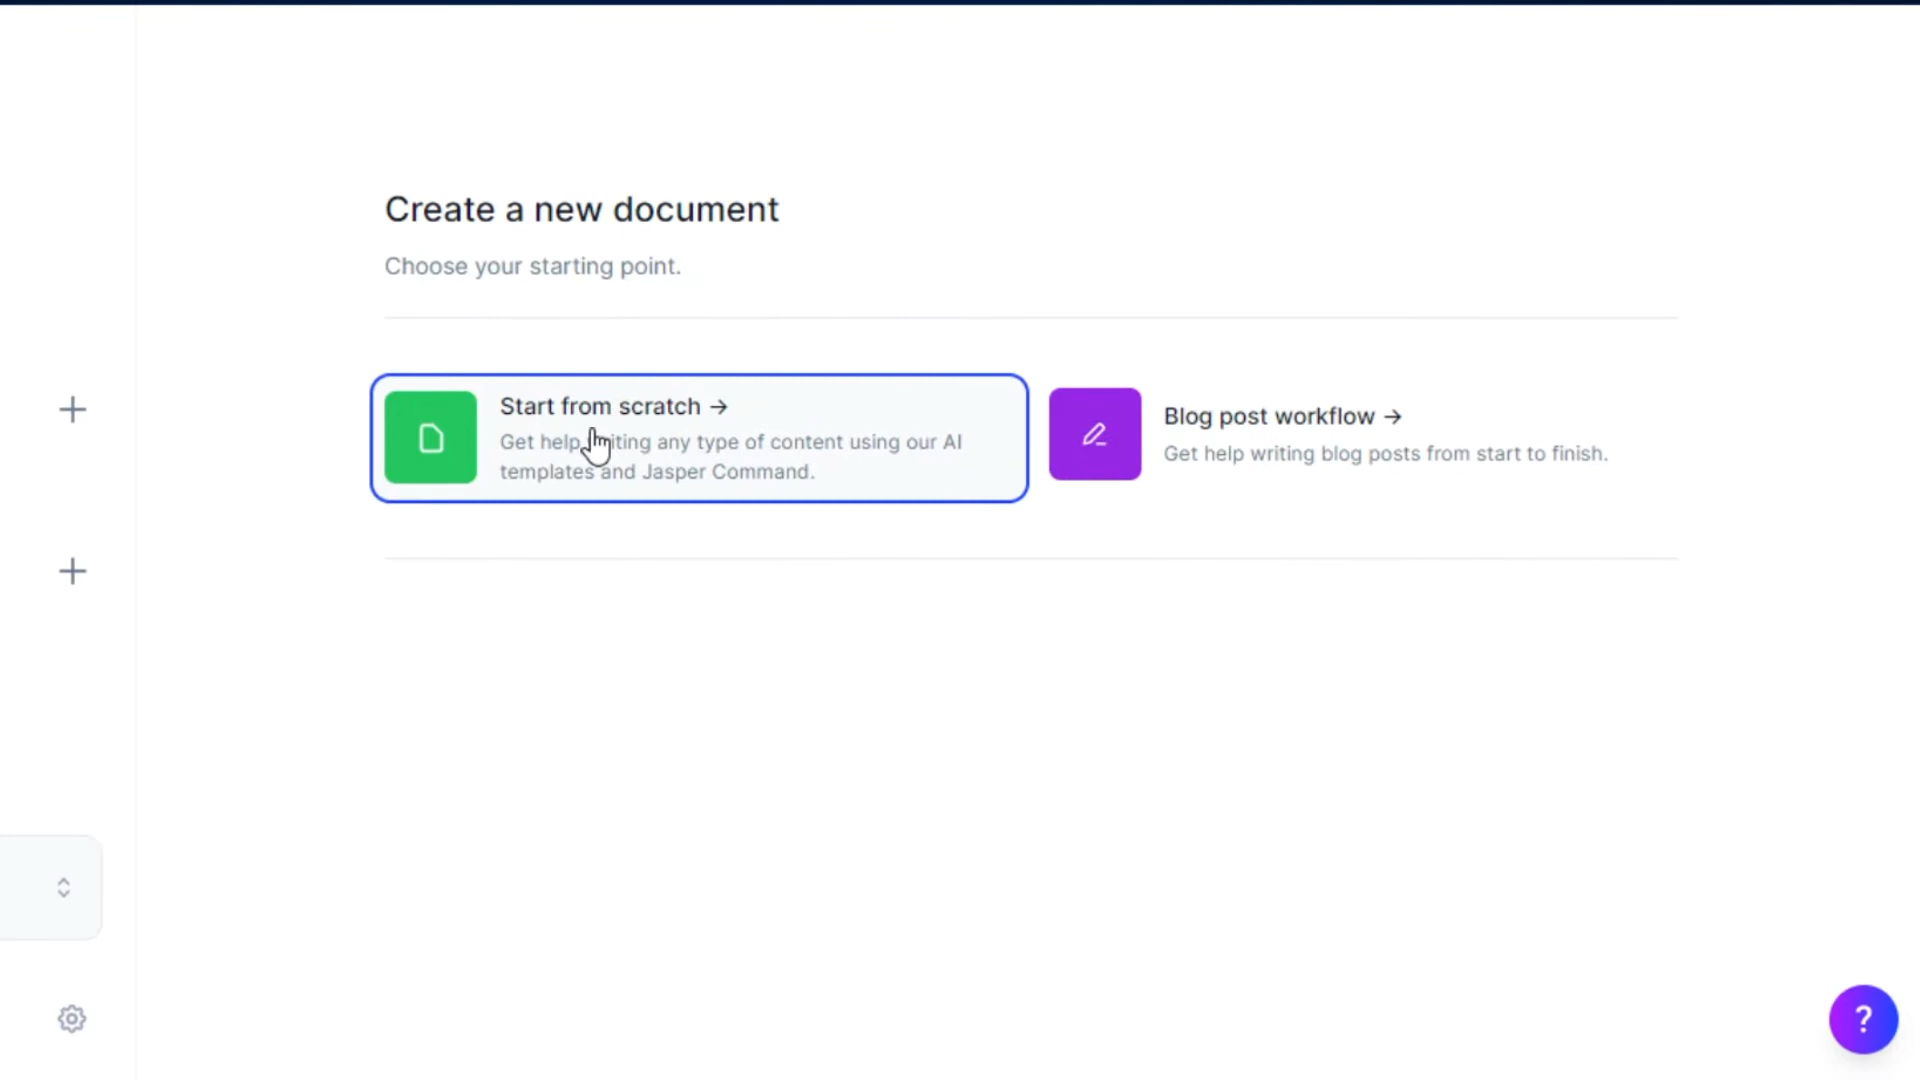 Create a new document
Choose your starting point.
Start from scratch →
Get help writing any type of content using our AI
templates and Jasper Command.
Blog post workflow →
Get help writing blog posts from start to finish.
?